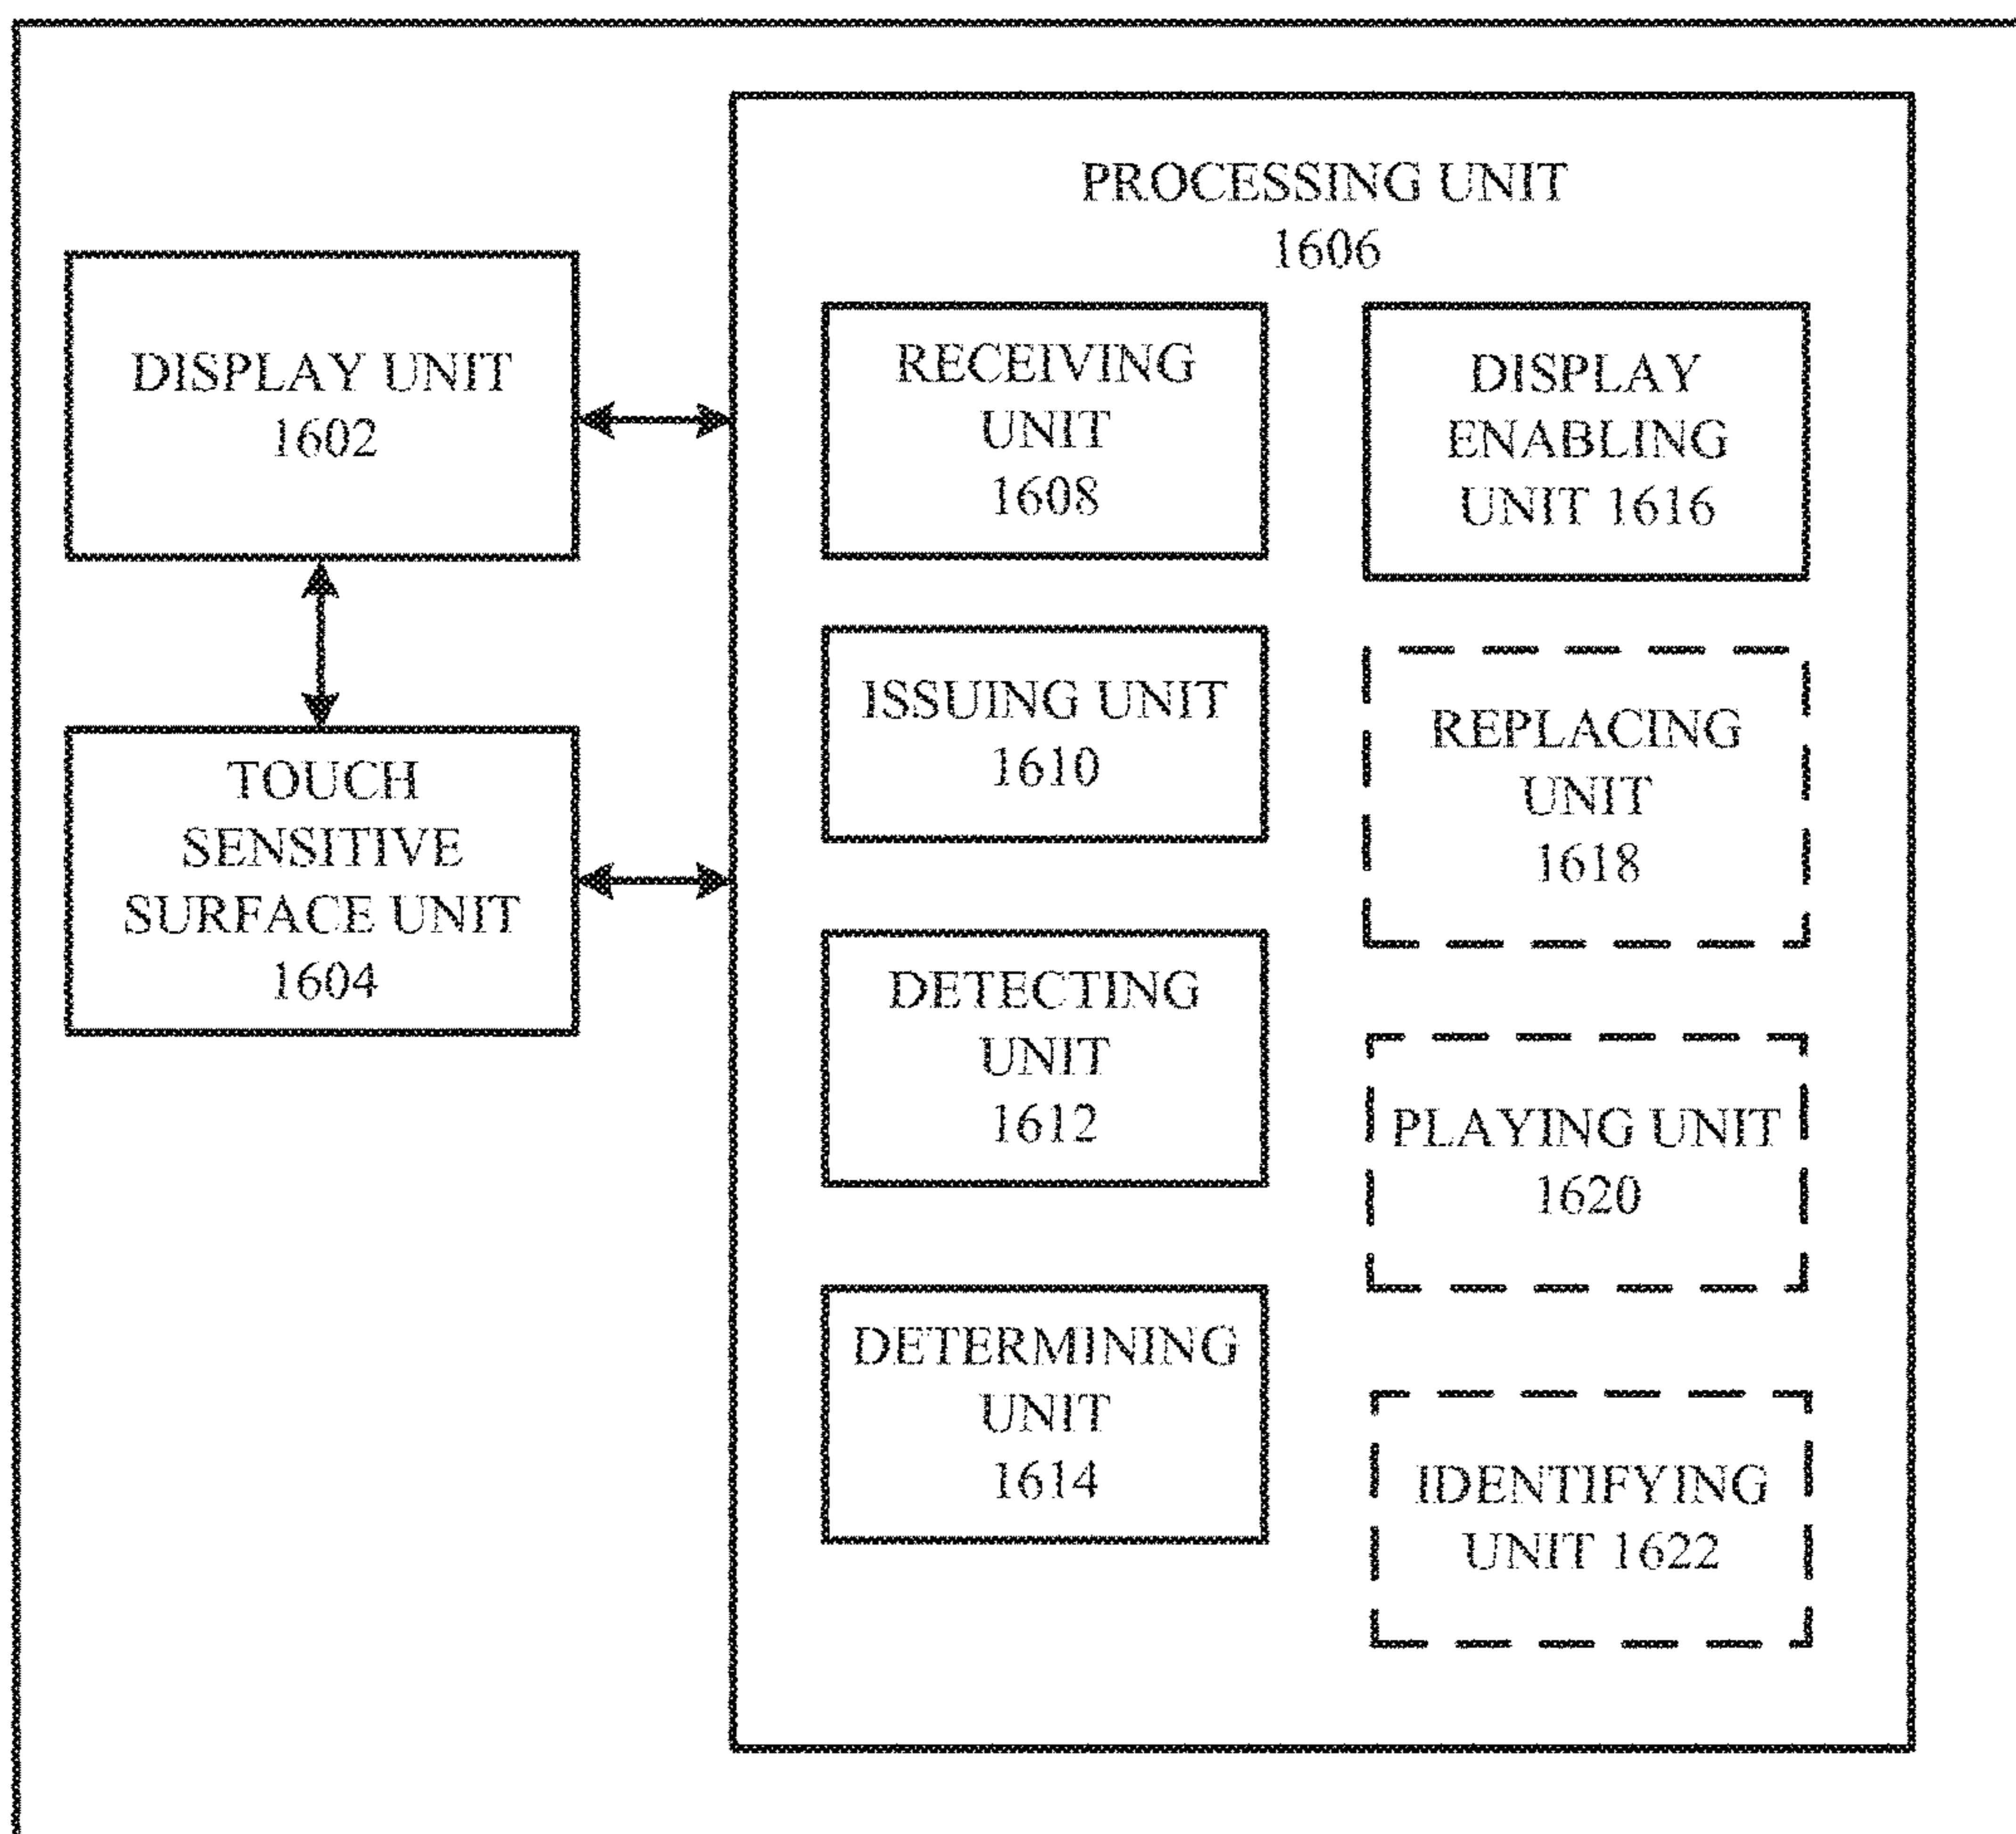 PROCESSING UNIT
1606
DISPLAY UNIT
1602
TOUCH
SENSITIVE
SURFACE UNIT
1604
RECEIVING
UNIT
1608
ISSUING UNIT
1610
DETECTING
UNIT
1612
DETERMINING
UNIT
1614
DISPLAY
ENABLING
UNIT 1616
REPLACING
UNIT
1618
PLAYING UNIT
1620
IDENTIFYING
UNIT 1622